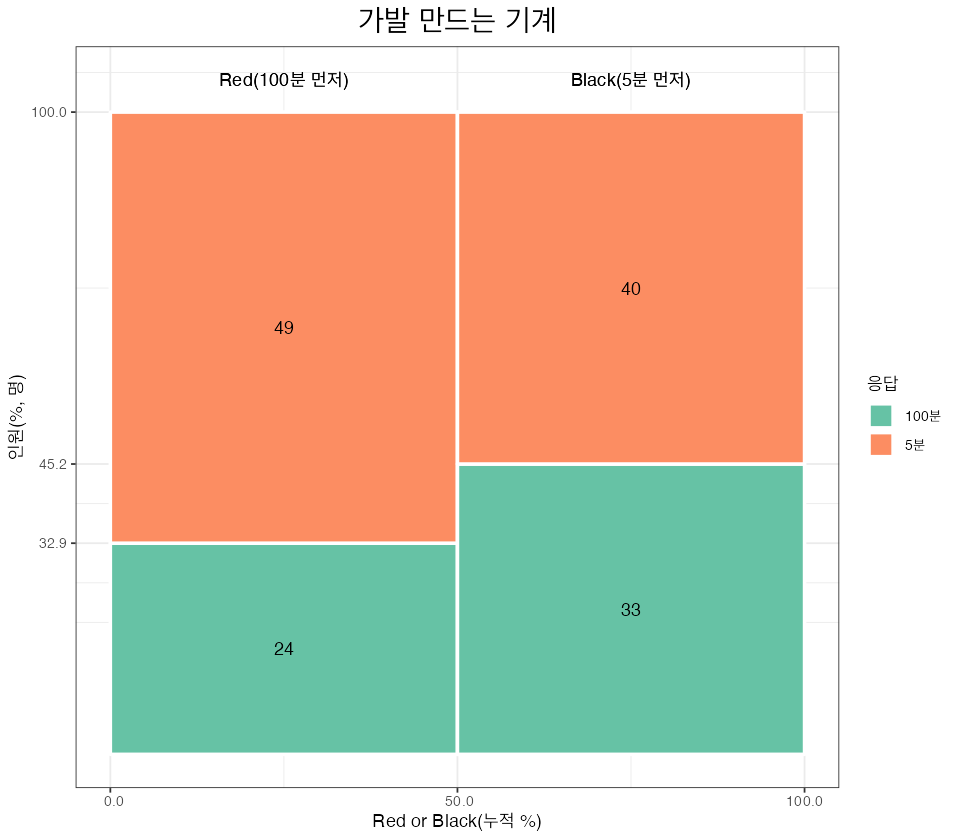 가발 만드는 기계
Red(100분 먼저)
Black(5분 먼저)
100.0
45.2
32.9
인원(%, 명)
49
40
24
33
응답
100분
5분
0.0
50.0
100.0
Red or Black(누적 %)